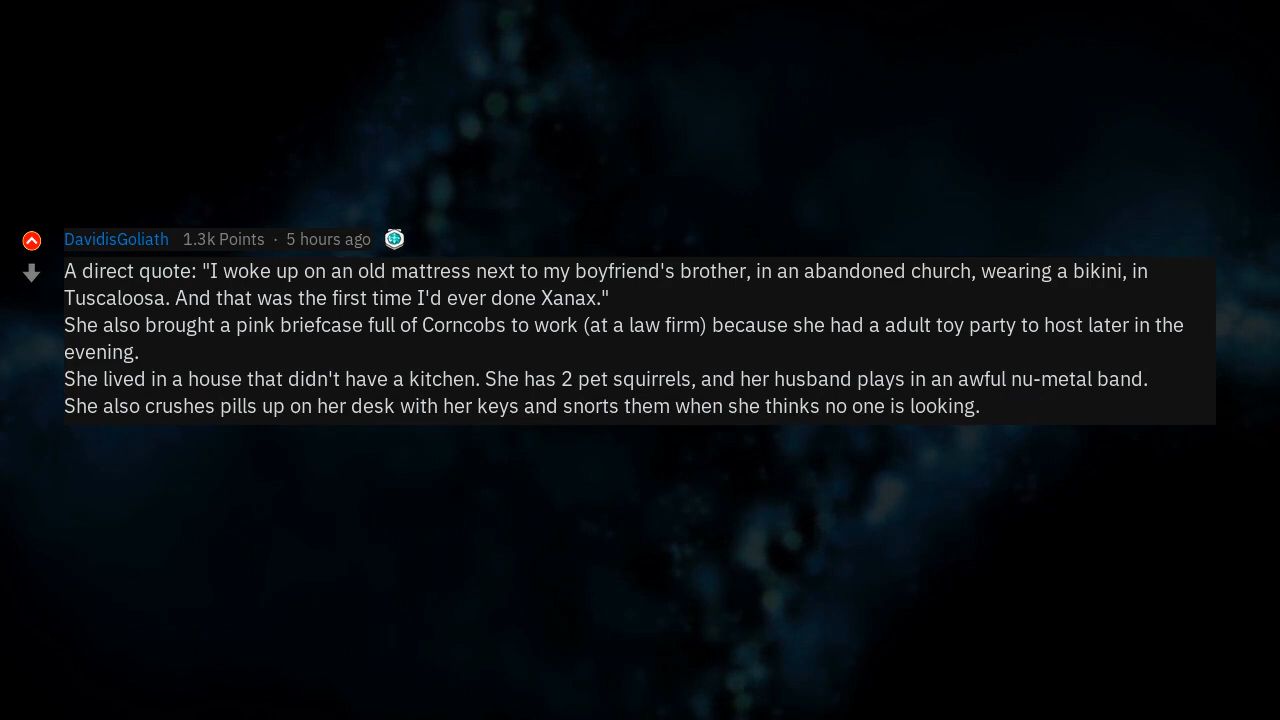 DavidisGoliath 1.3k Points · 5 hours ago
A direct quote: "I woke up on an old mattress next to my boyfriend's brother, in an abandoned church, wearing a bikini, in
Tuscaloosa. And that was the first time I'd ever done Xanax."
She also brought a pink briefcase full of Corncobs to work (at a law firm) because she had a adult toy party to host later in the
evening.
She lived in a house that didn't have a kitchen. She has 2 pet squirrels, and her husband plays in an awful nu-metal band.
She also crushes pills up on her desk with her keys and snorts them when she thinks no one is looking.